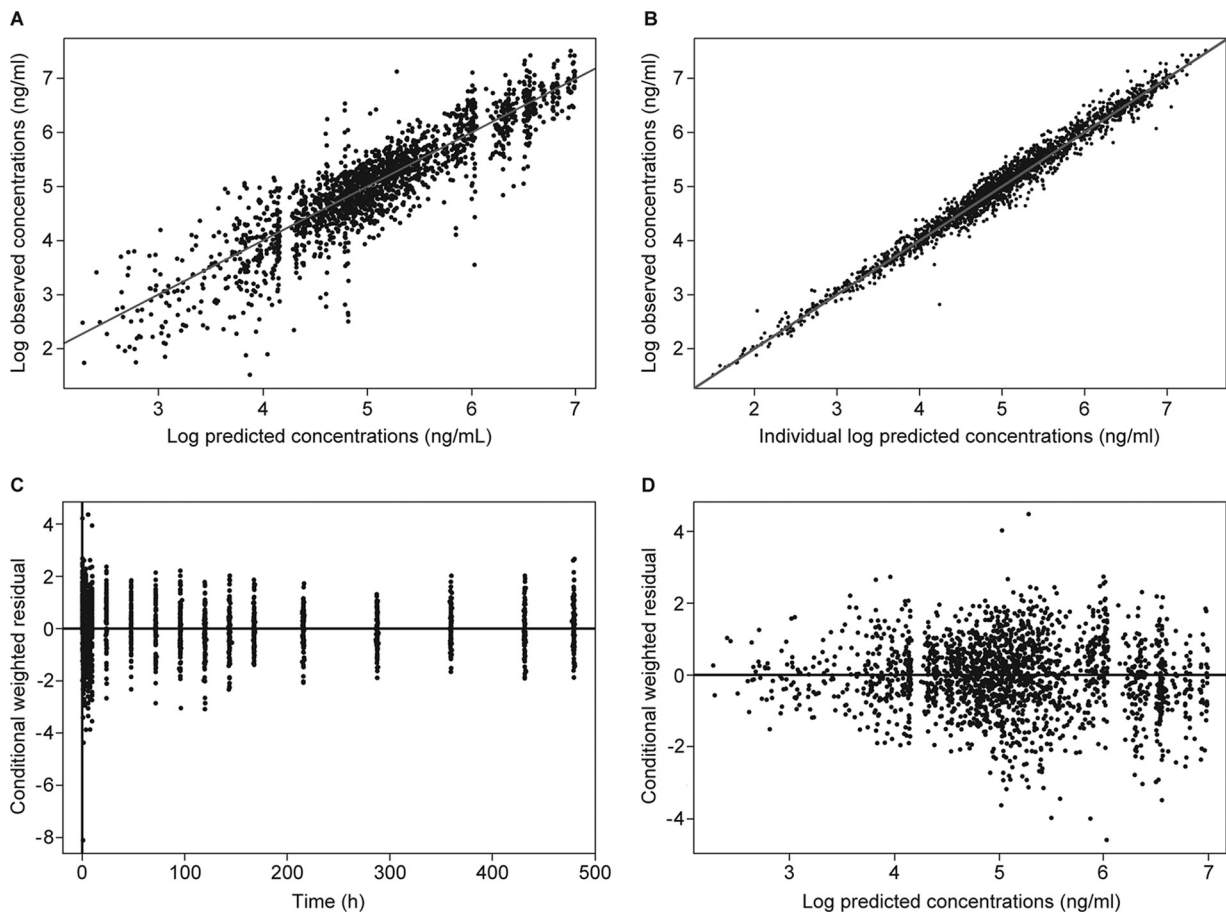 A
Log observed concentrations (ng/ml)
7
6
5
4
3
2
3 4 5 6 7
Log predicted concentrations (ng/mL)
B
Log observed concentrations (ng/ml)
7
6
5
4
3
2
2 3 4 5 6 7
Individual log predicted concentrations (ng/ml)
C
Conditional weighted residual
4
2
0
-2
-4
-6
-8
0 100 200 300 400 500
Time (h)
D
Conditional weighted residual
4
2
0
-2
-4
3 4 5 6 7
Log predicted concentrations (ng/ml)